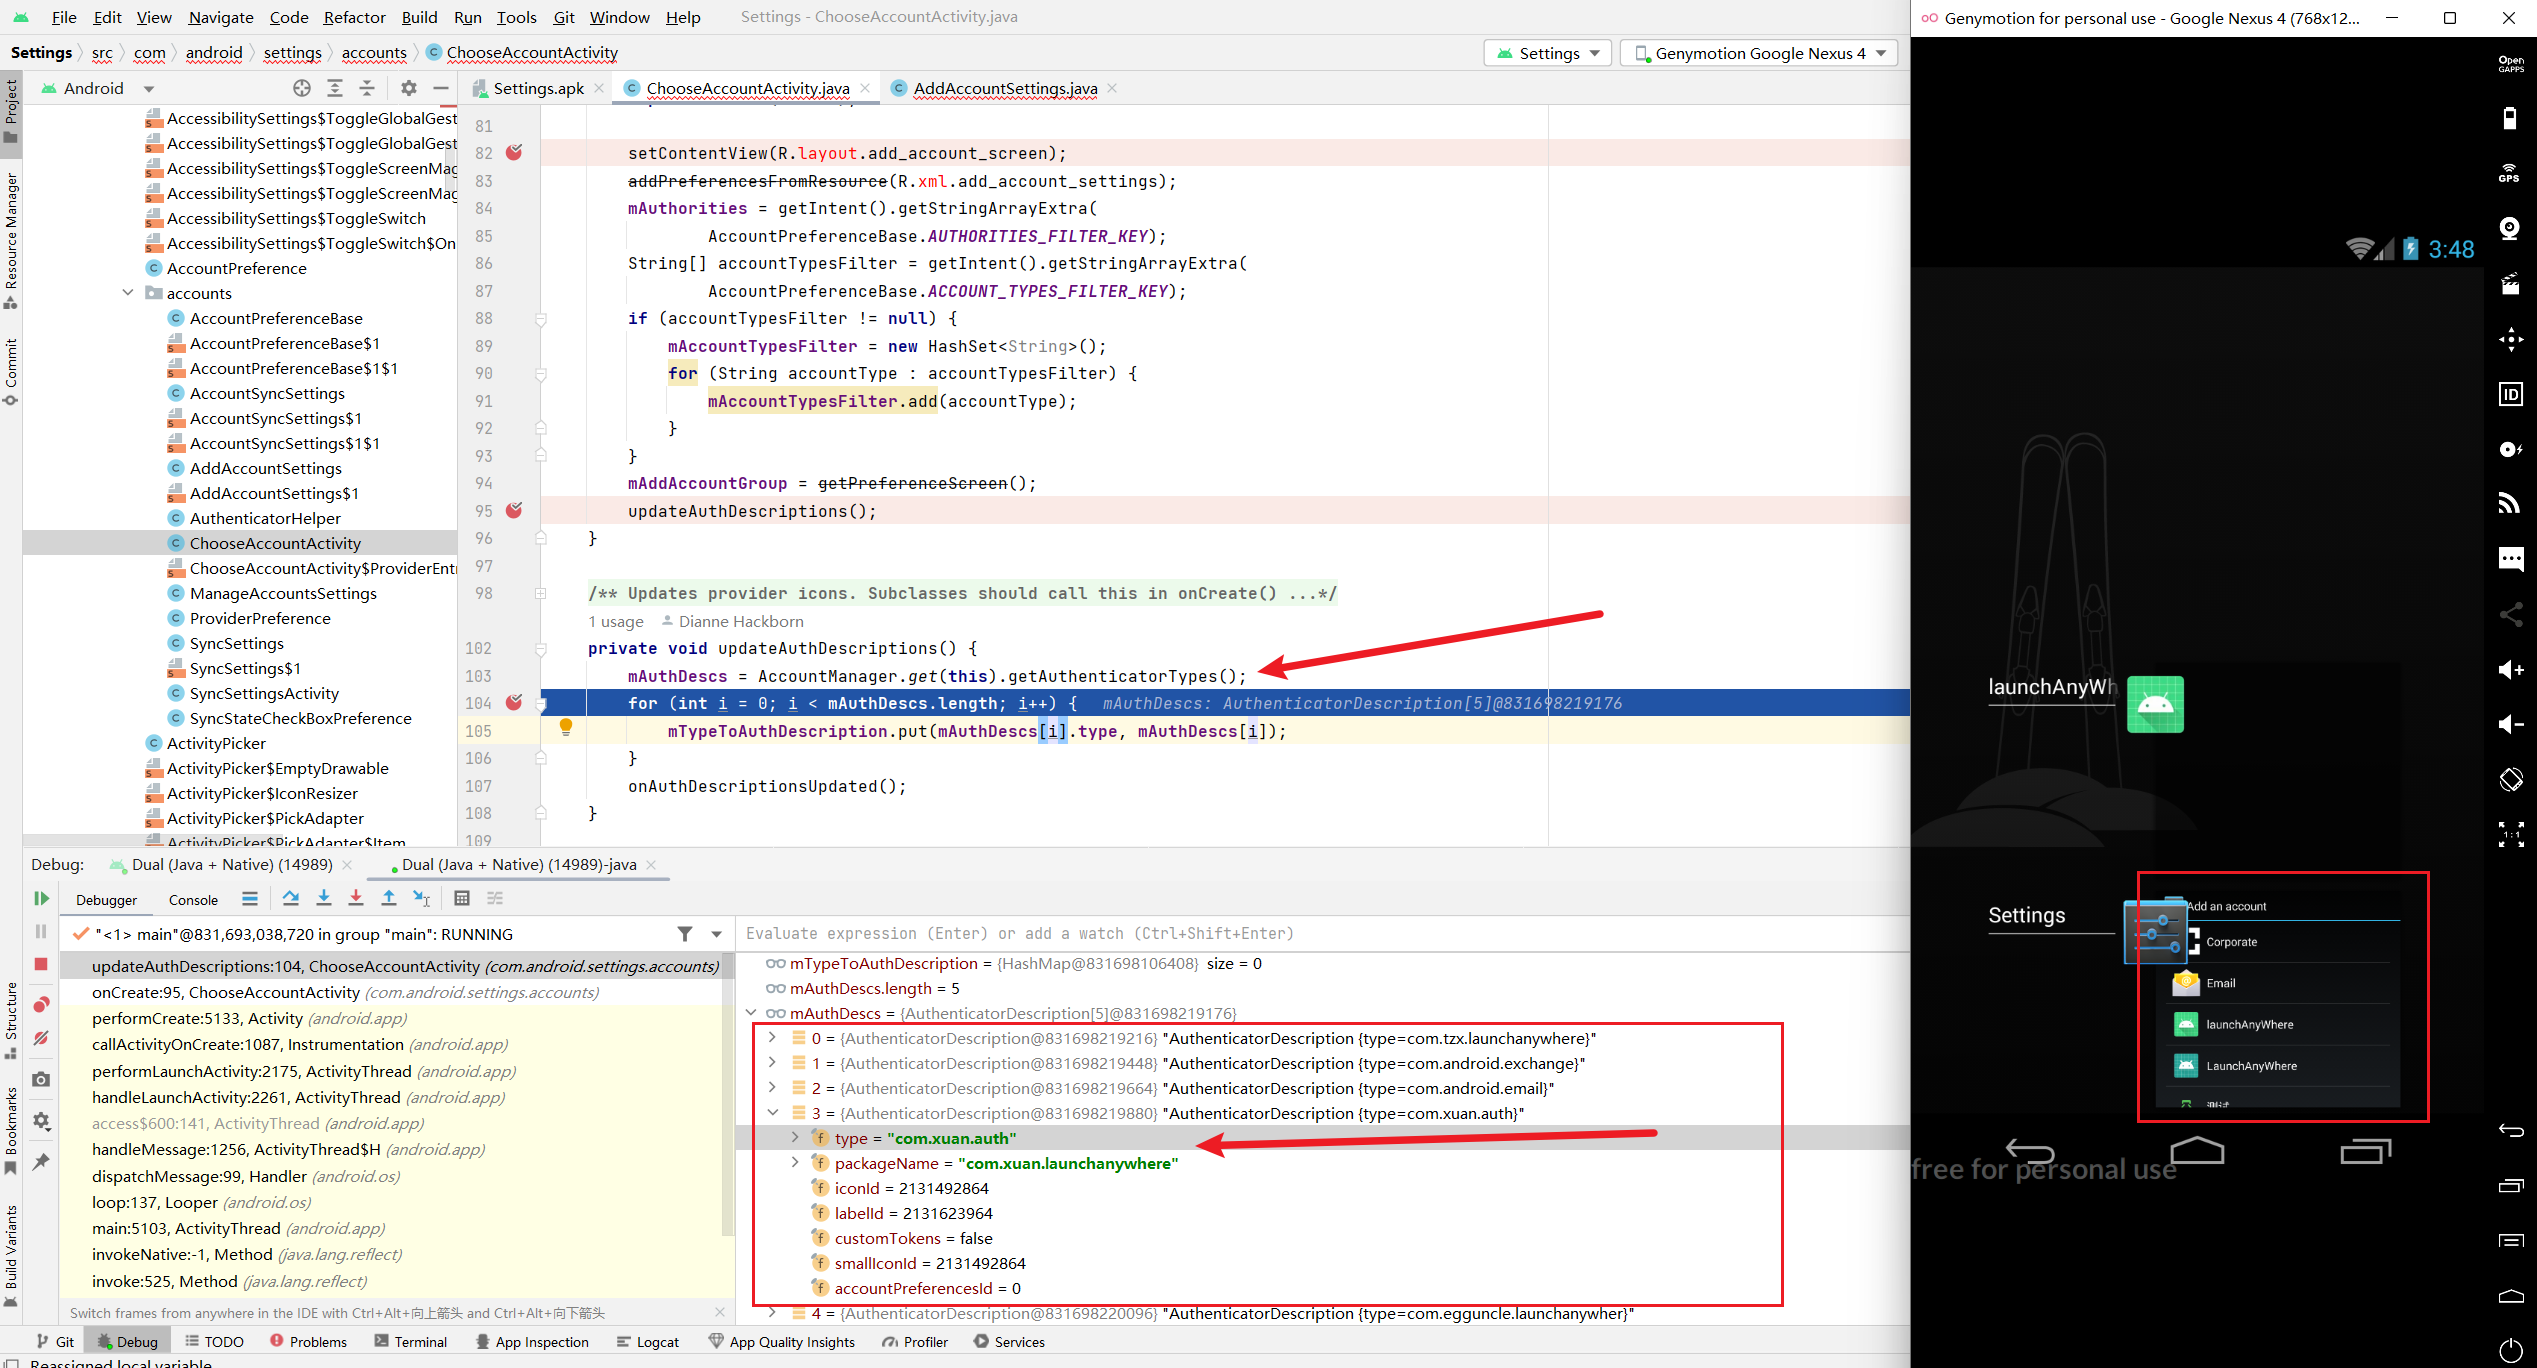 File Edit View Navigate Code Refactor Build Run Tools Git Window Help Settings - ChooseAccountActivity.java
Settings src com android settings accounts ChooseAccountActivity Settings Genymotion Google Nexus 4
Android
Settings.apk ChooseAccountActivity.java AddAccountSettings.java
Project
Resource Manager
Commit
Structure
Bookmarks
Build Variants
AccessibilitySettings$ToggleGlobalGest
AccessibilitySettings$ToggleGlobalGest
AccessibilitySettings$ToggleScreenMag
AccessibilitySettings$ToggleScreenMag
AccessibilitySettings$ToggleSwitch
AccessibilitySettings$ToggleSwitch$On
AccountPreference
accounts
AccountPreferenceBase
AccountPreferenceBase$1
AccountPreferenceBase$1$1
AccountSyncSettings
AccountSyncSettings$1
AccountSyncSettings$1$1
AddAccountSettings
AddAccountSettings$1
AuthenticatorHelper
ChooseAccountActivity
ChooseAccountActivity$ProviderEnt
ManageAccountsSettings
ProviderPreference
SyncSettings
SyncSettings$1
SyncSettingsActivity
SyncStateCheckBoxPreference
ActivityPicker
ActivityPicker$EmptyDrawable
ActivityPicker$IconResizer
ActivityPicker$PickAdapter
ActivityPicker$PickAdapter$Item
81
82 setContentView(R.layout.add_account_screen);
83 addPreferencesFromResource(R.xml.add_account_settings);
84 mAuthorities = getIntent().getStringArrayExtra(
85 AccountPreferenceBase.AUTHORITIES_FILTER_KEY);
86 String[] accountTypesFilter = getIntent().getStringArrayExtra(
87 AccountPreferenceBase.ACCOUNT_TYPES_FILTER_KEY);
88 if (accountTypesFilter != null) {
89 mAccountTypesFilter = new HashSet<String>();
90 for (String accountType : accountTypesFilter) {
91 mAccountTypesFilter.add(accountType);
92 }
93 }
94 mAddAccountGroup = getPreferenceScreen();
95 updateAuthDescriptions();
96 }
97
98 /** Updates provider icons. Subclasses should call this in onCreate() ...*/
1 usage Dianne Hackborn
102 private void updateAuthDescriptions() {
103 mAuthDescs = AccountManager.get(this).getAuthenticatorTypes();
104 for (int i = 0; i < mAuthDescs.length; i++) { mAuthDescs: AuthenticatorDescription[5]@831698219176
105 mTypeToAuthDescription.put(mAuthDescs[i].type, mAuthDescs[i]);
106 }
107 onAuthDescriptionsUpdated();
108 }
109
Debug: Dual (Java + Native) (14989) Dual (Java + Native) (14989)-java
Debugger Console
"<1> main"@831,693,038,720 in group "main": RUNNING
updateAuthDescriptions:104, ChooseAccountActivity (com.android.settings.accounts)
onCreate:95, ChooseAccountActivity (com.android.settings.accounts)
performCreate:5133, Activity (android.app)
callActivityOnCreate:1087, Instrumentation (android.app)
performLaunchActivity:2175, ActivityThread (android.app)
handleLaunchActivity:2261, ActivityThread (android.app)
access$600:141, ActivityThread (android.app)
handleMessage:1256, ActivityThread$H (android.app)
dispatchMessage:99, Handler (android.os)
loop:137, Looper (android.os)
main:5103, ActivityThread (android.app)
invokeNative:-1, Method (java.lang.reflect)
invoke:525, Method (java.lang.reflect)
Switch frames from anywhere in the IDE with Ctrl+Alt+向上箭头 and Ctrl+Alt+向下箭头
Evaluate expression (Enter) or add a watch (Ctrl+Shift+Enter)
mTypeToAuthDescription = {HashMap@831698106408} size = 0
mAuthDescs.length = 5
mAuthDescs = {AuthenticatorDescription[5]@831698219176}
0 = {AuthenticatorDescription@831698219216} "AuthenticatorDescription {type=com.tzx.launchanywhere}"
1 = {AuthenticatorDescription@831698219448} "AuthenticatorDescription {type=com.android.exchange}"
2 = {AuthenticatorDescription@831698219664} "AuthenticatorDescription {type=com.android.email}"
3 = {AuthenticatorDescription@831698219880} "AuthenticatorDescription {type=com.xuan.auth}"
type = "com.xuan.auth"
packageName = "com.xuan.launchanywhere"
iconId = 2131492864
labelId = 2131623964
customTokens = false
smallIconId = 2131492864
accountPreferencesId = 0
4 = {AuthenticatorDescription@831698220096} "AuthenticatorDescription {type=com.egguncle.launchanywher}"
Git Debug TODO Problems Terminal App Inspection Logcat App Quality Insights Profiler Services
Reassigned local variable
Genymotion for personal use - Google Nexus 4 (768x12...
Open
GAPPS
GPS
ID
1:1
3:48
launchAnyWh
Settings
Add an account
Corporate
Email
launchAnyWhere
LaunchAnyWhere
测试
free for personal use